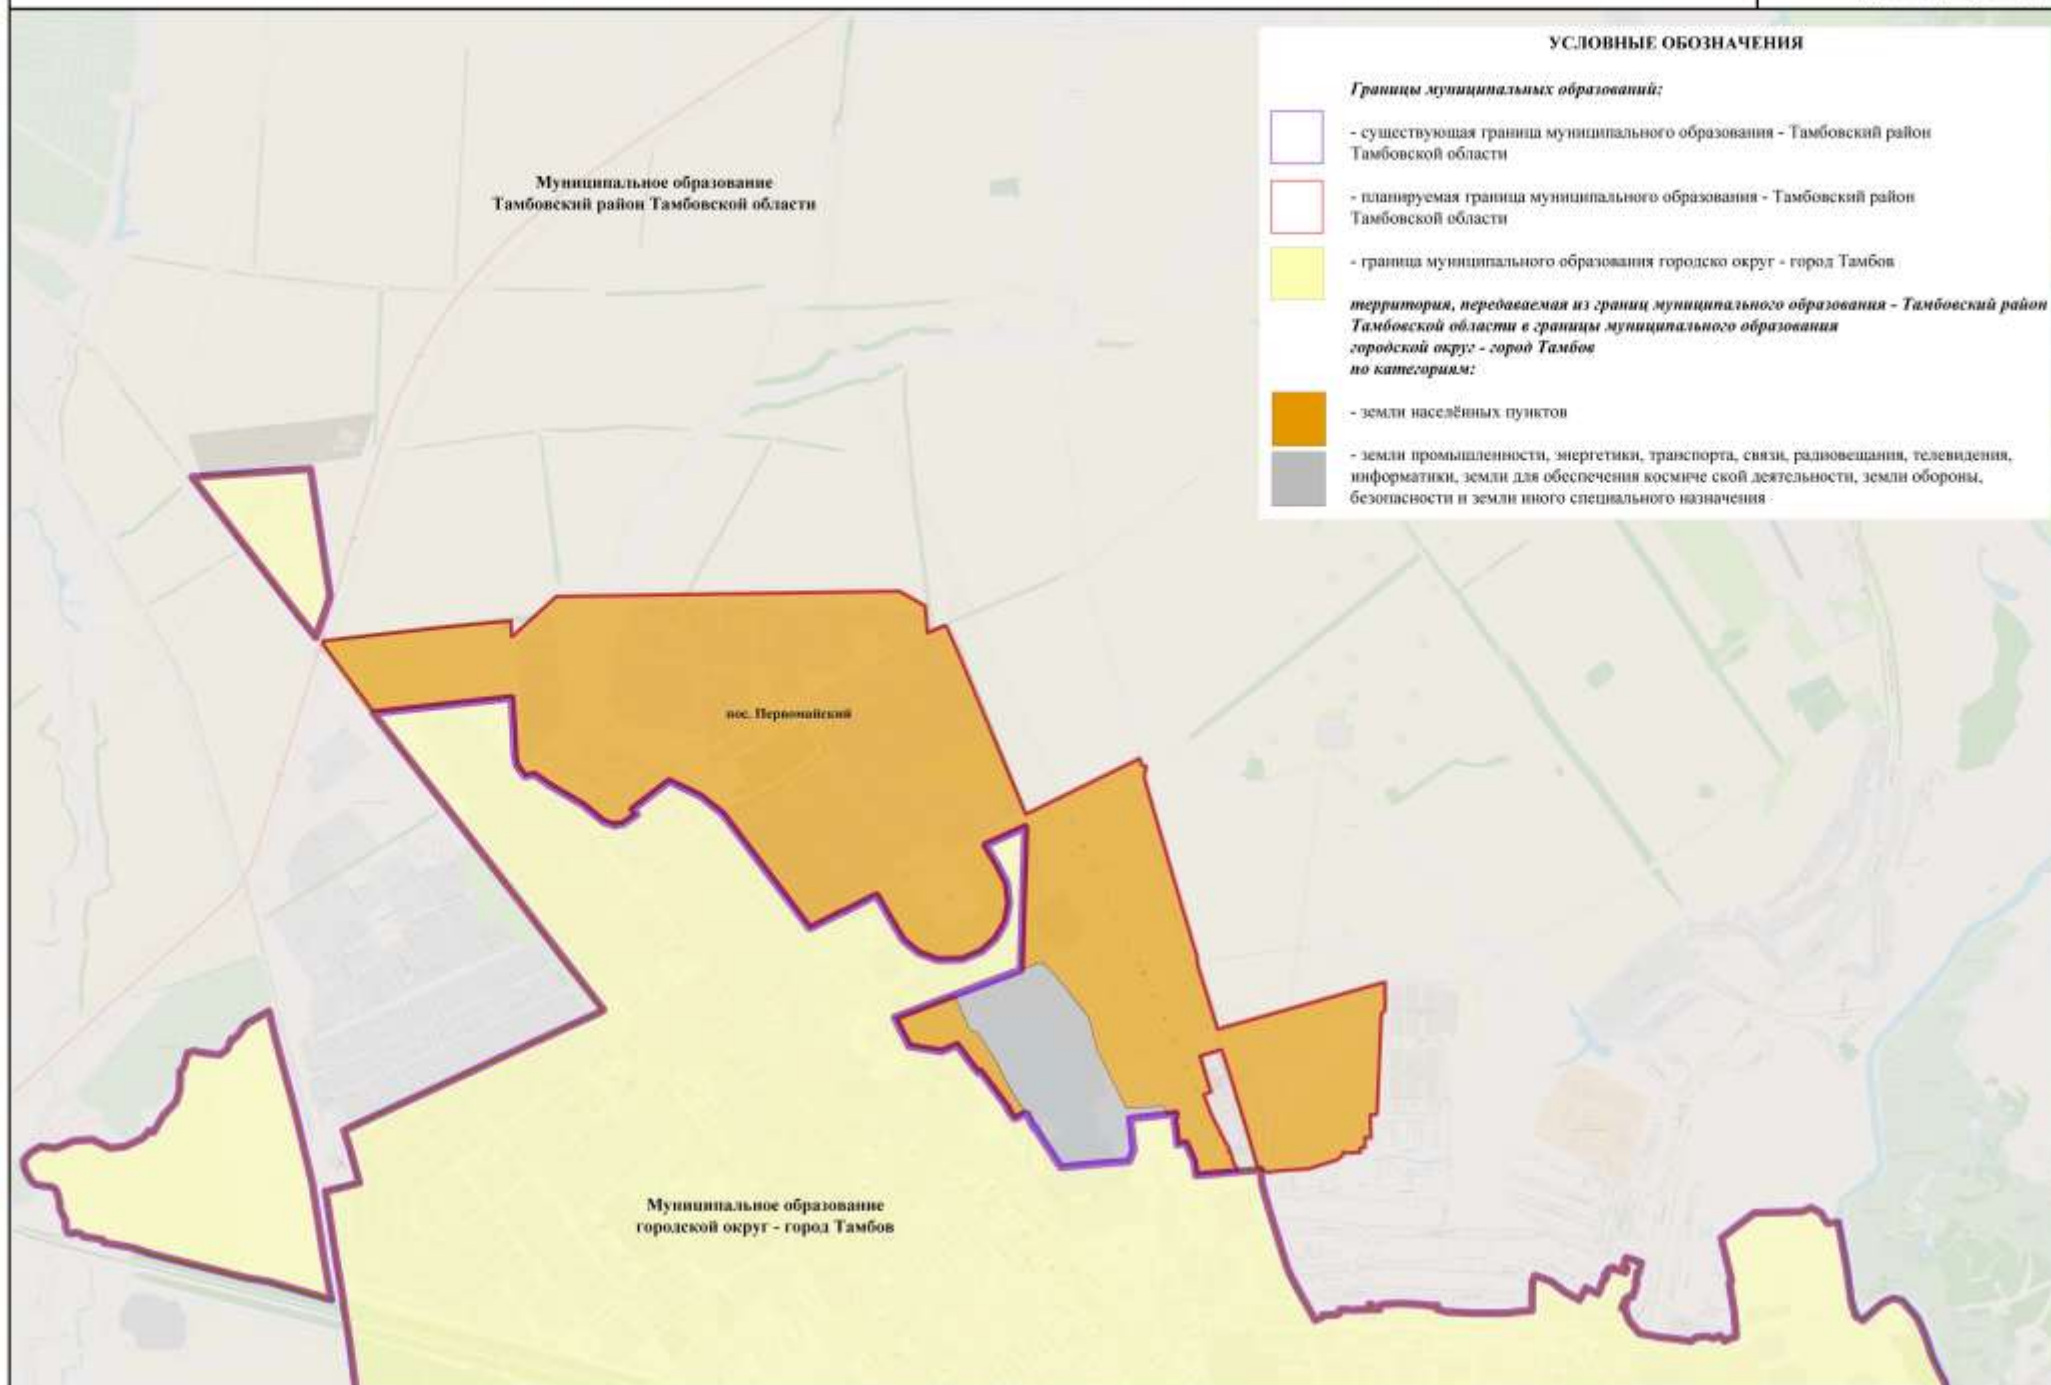 УСЛОВНЫЕ ОБОЗНАЧЕНИЯ
Границы муниципальных образований:
- существующая граница муниципального образования - Тамбовский район
Тамбовской области
- планируемая граница муниципального образования - Тамбовский район
Тамбовской области
- граница муниципального образования городско округ - город Тамбов
территория, передаваемая из границ муниципального образования - Тамбовский район
Тамбовской области в границы муниципального образования
городской округ - город Тамбов
по категориям:
- земли населённых пунктов
- земли промышленности, энергетики, транспорта, связи, радиовещания, телевидения,
информатики, земли для обеспечения космиче ской деятельности, земли обороны,
безопасности и земли иного специального назначения
Муниципальное образование
Тамбовский район Тамбовской области
пос. Первомайский
Муниципальное образование
городской округ - город Тамбов